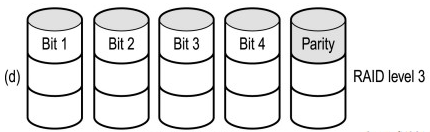 Bit 1 Bit 2 Bit 3 Bit 4 Parity
(d) RAID level 3